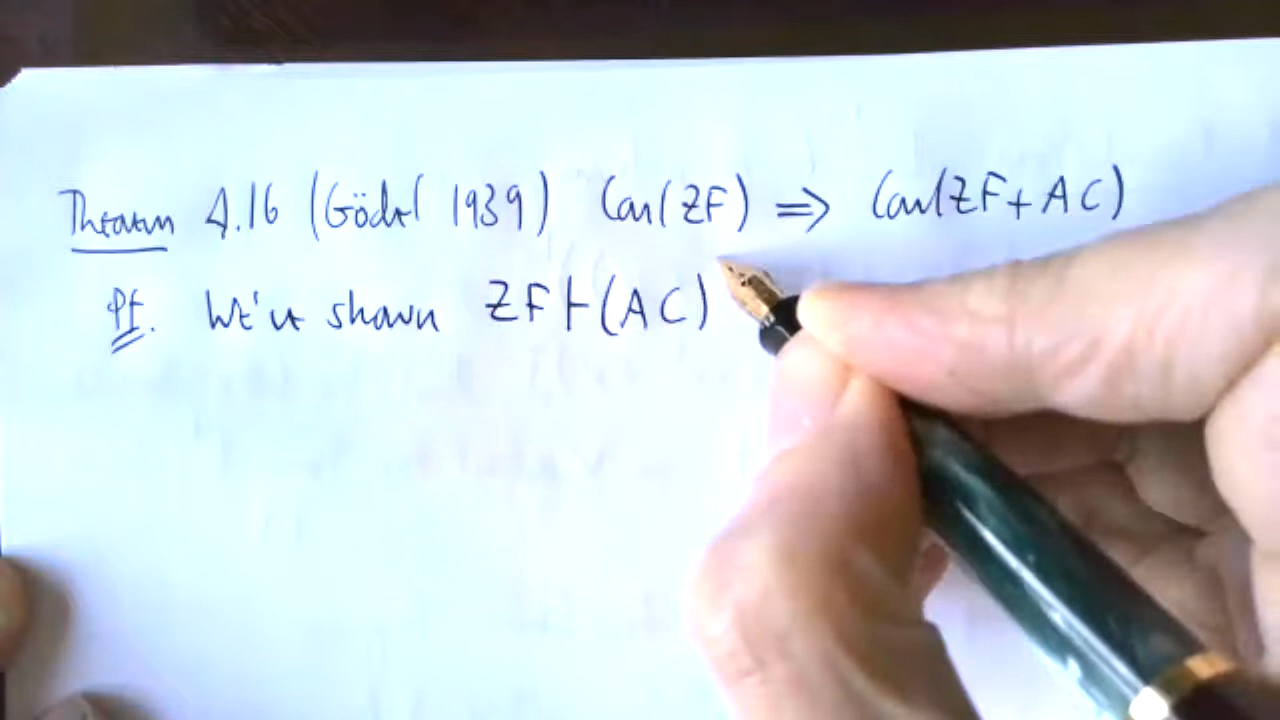 Theorem 4.16 (Gödel 1939) Con(ZF) ⇒ Con(ZF + AC)
Pf. We've shown ZF ⊢ (AC)